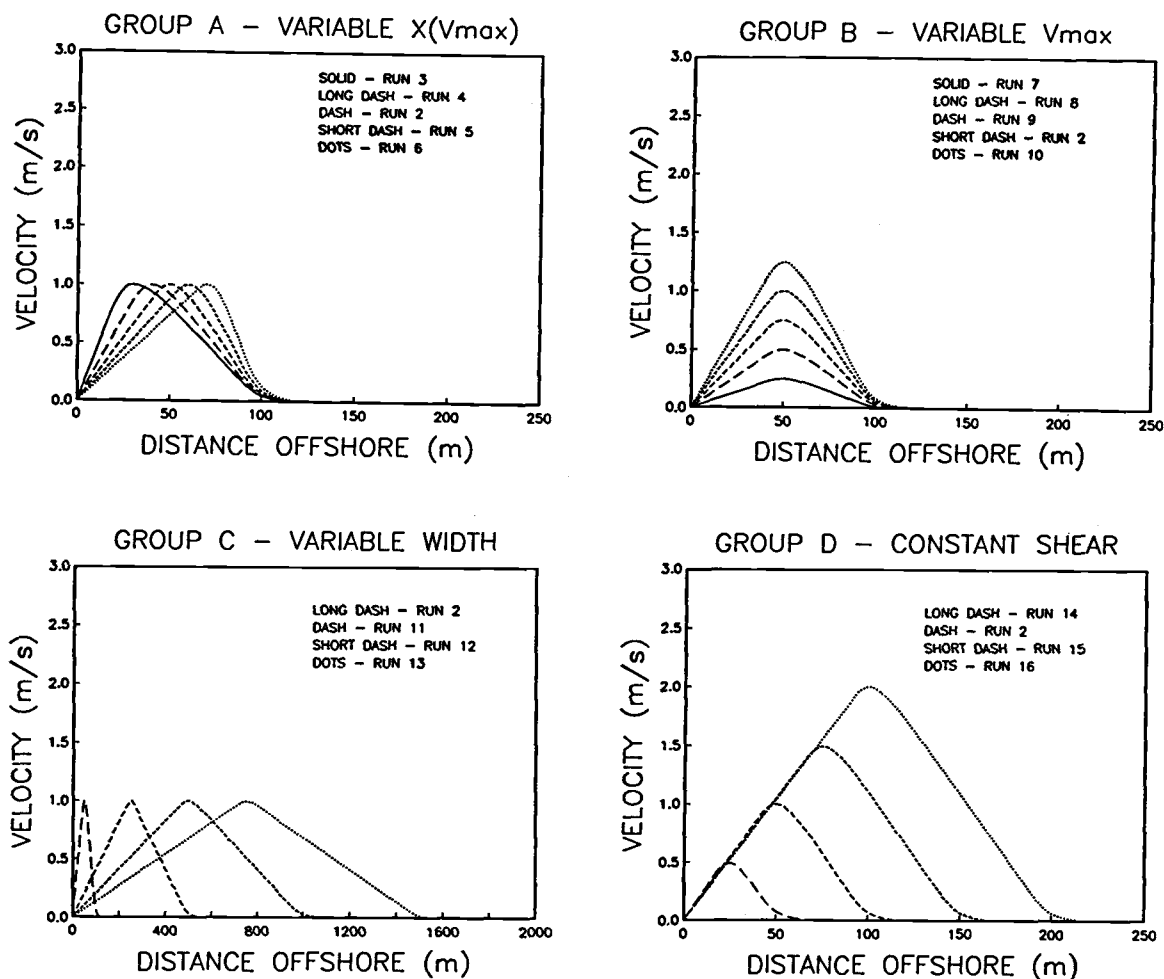 GROUP A – VARIABLE X(Vmax)
3.0
2.5
2.0
1.5
1.0
0.5
0.0
VELOCITY (m/s)
SOLID – RUN 3
LONG DASH – RUN 4
DASH – RUN 2
SHORT DASH – RUN 5
DOTS – RUN 6
0 50 100 150 200 250
DISTANCE OFFSHORE (m)
GROUP B – VARIABLE Vmax
3.0
2.5
2.0
1.5
1.0
0.5
0.0
VELOCITY (m/s)
SOLID – RUN 7
LONG DASH – RUN 8
DASH – RUN 9
SHORT DASH – RUN 2
DOTS – RUN 10
0 50 100 150 200 250
DISTANCE OFFSHORE (m)
GROUP C – VARIABLE WIDTH
3.0
2.5
2.0
1.5
1.0
0.5
0.0
VELOCITY (m/s)
LONG DASH – RUN 2
DASH – RUN 11
SHORT DASH – RUN 12
DOTS – RUN 13
0 400 800 1200 1600 2000
DISTANCE OFFSHORE (m)
GROUP D – CONSTANT SHEAR
3.0
2.5
2.0
1.5
1.0
0.5
0.0
VELOCITY (m/s)
LONG DASH – RUN 14
DASH – RUN 2
SHORT DASH – RUN 15
DOTS – RUN 16
0 50 100 150 200 250
DISTANCE OFFSHORE (m)